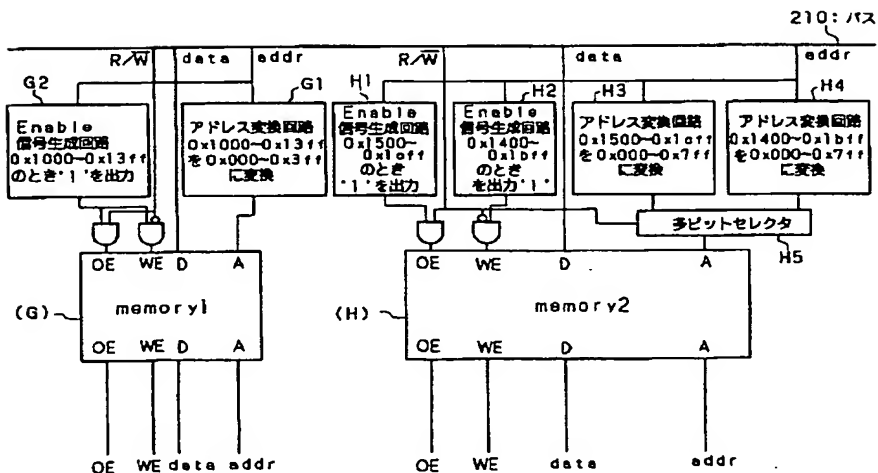 210: バス
R/W data addr R/W data addr
G2
Enable
信号生成回路
0x1000~0x13ff
のとき"1"を出力
G1
アドレス変換回路
0x1000~0x13ff
を0x000~0x3ff
に変換
H1
Enable
信号生成回路
0x1500~
0x1cff
のとき
"1"を出力
H2
Enable
信号生成回路
0x1400~
0x1bff
のとき
を出力"1"
H3
アドレス変換回路
0x1500~0x1cff
を0x000~0x7ff
に変換
H4
アドレス変換回路
0x1400~0x1bff
を0x000~0x7ff
に変換
多ビットセレクタ
H5
OE WE D A
(G)
memory1
OE WE D A
OE WE data addr
OE WE D A
(H)
memory2
OE WE D A
OE WE data addr